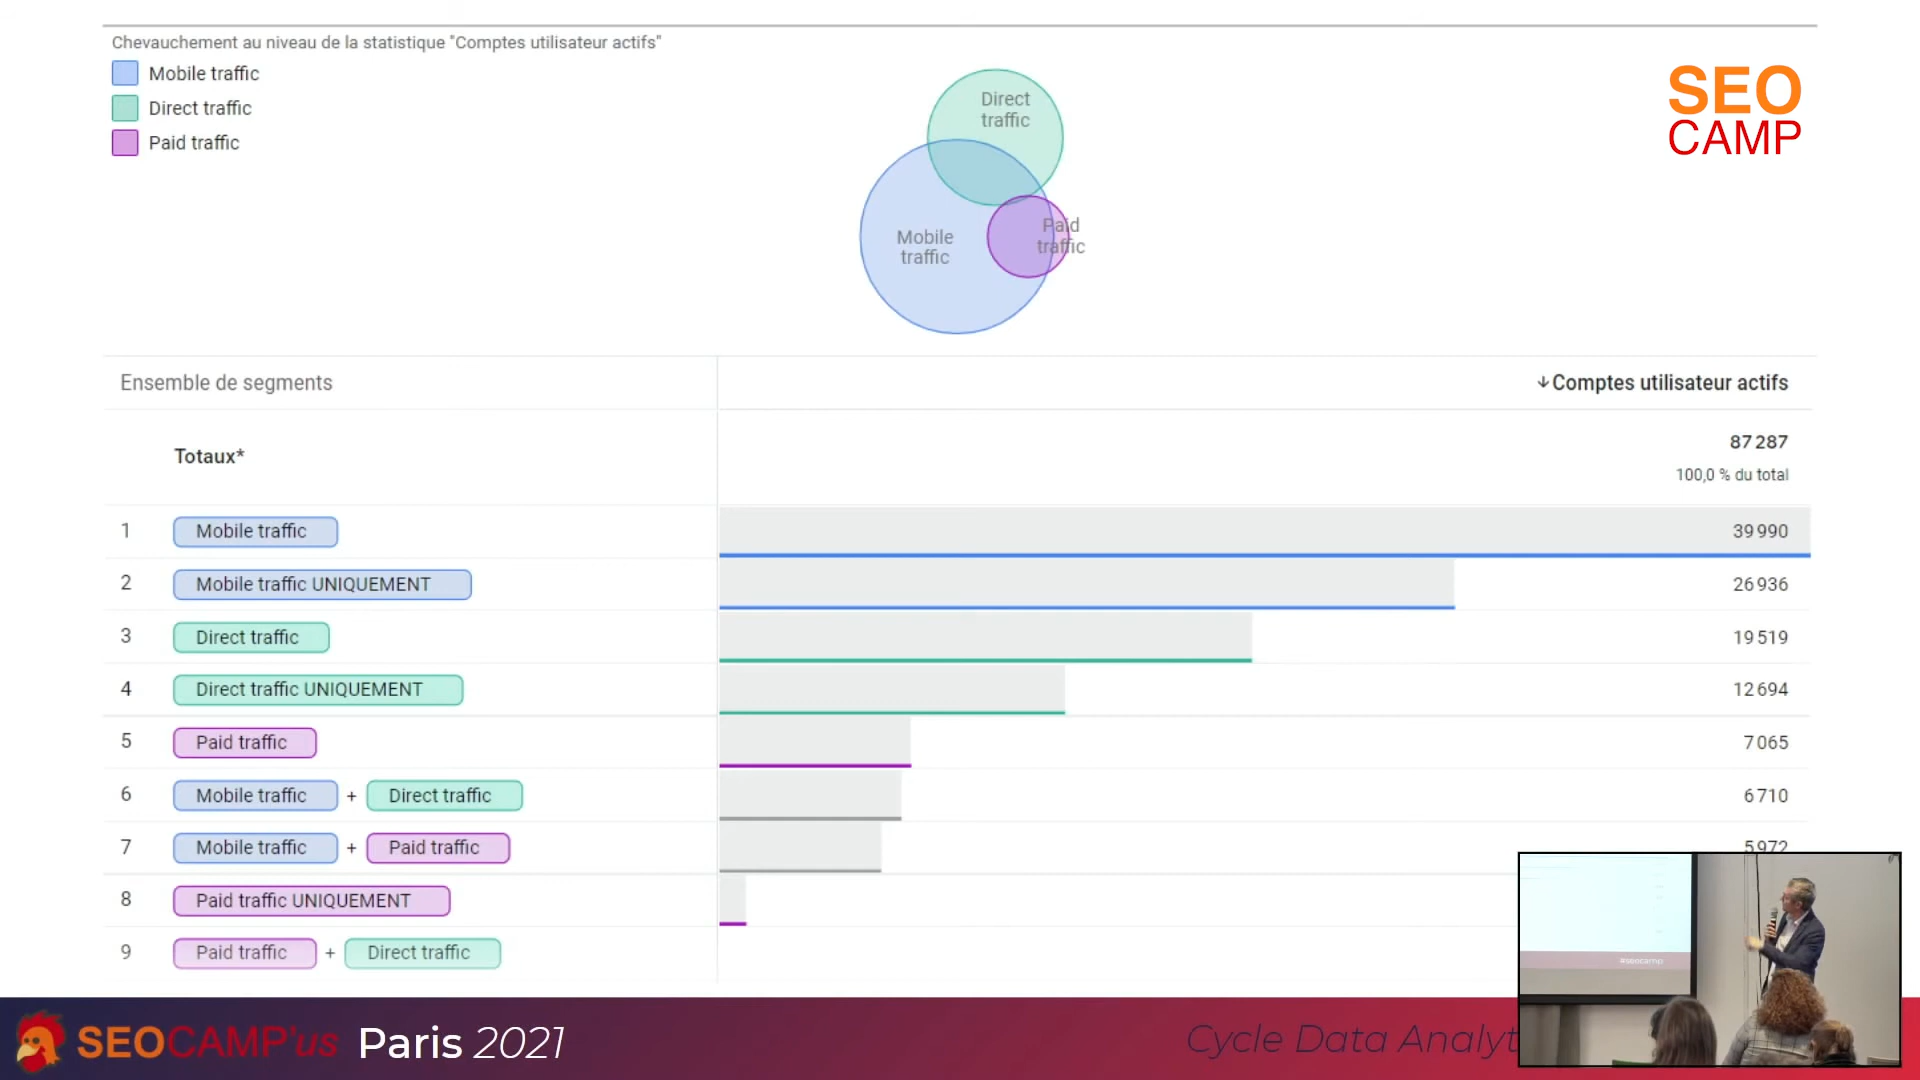 Chevauchement au niveau de la statistique "Comptes utilisateur actifs"
Mobile traffic
Direct traffic
Paid traffic
Direct
traffic
Mobile
traffic
Paid
traffic
SEO
CAMP
Ensemble de segments
↓ Comptes utilisateur actifs
Totaux*
87 287
100,0 % du total
1 Mobile traffic 39 990
2 Mobile traffic UNIQUEMENT 26 936
3 Direct traffic 19 519
4 Direct traffic UNIQUEMENT 12 694
5 Paid traffic 7 065
6 Mobile traffic + Direct traffic 6 710
7 Mobile traffic + Paid traffic 5 972
8 Paid traffic UNIQUEMENT
9 Paid traffic + Direct traffic
#seocamp
SEOCAMP'us Paris 2021
Cycle Data Analyt